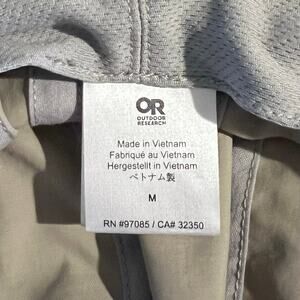 OR
OUTDOOR
RESEARCH
Made in Vietnam
Fabriqué au Vietnam
Hergestellt in Vietnam
ベトナム製
M
RN #97085 / CA# 32350